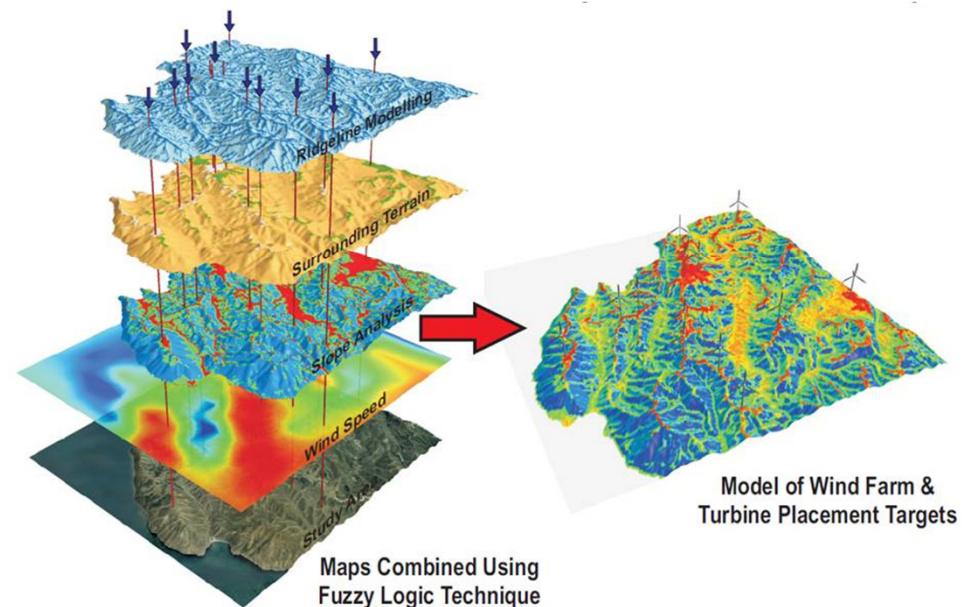 Ridgeline Modelling
Surrounding Terrain
Slope Analysis
Wind Speed
Study Area
Maps Combined Using
Fuzzy Logic Technique
Model of Wind Farm &
Turbine Placement Targets